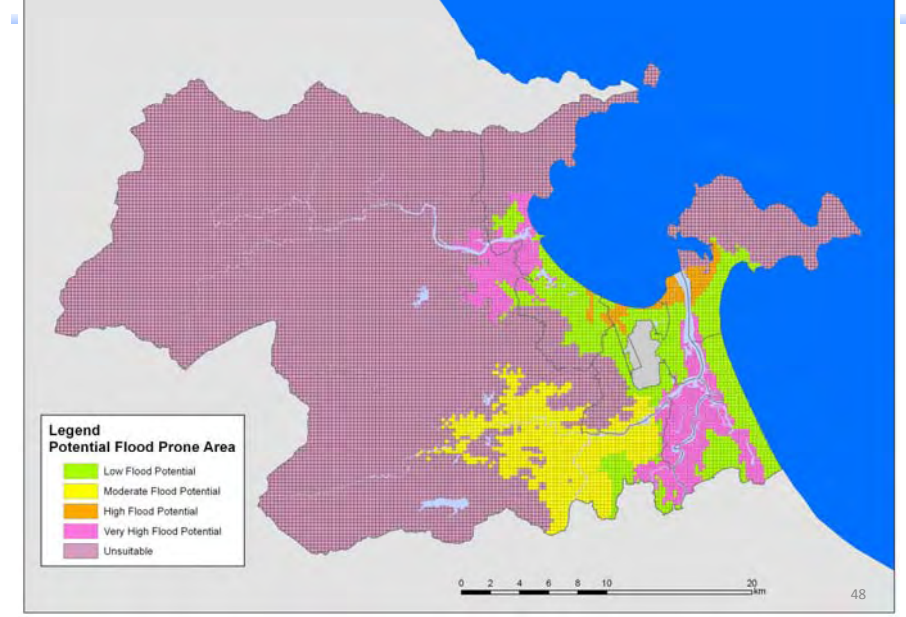 Legend
Potential Flood Prone Area
Low Flood Potential
Moderate Flood Potential
High Flood Potential
Very High Flood Potential
Unsuitable
0 2 4 6 8 10 20
km
48